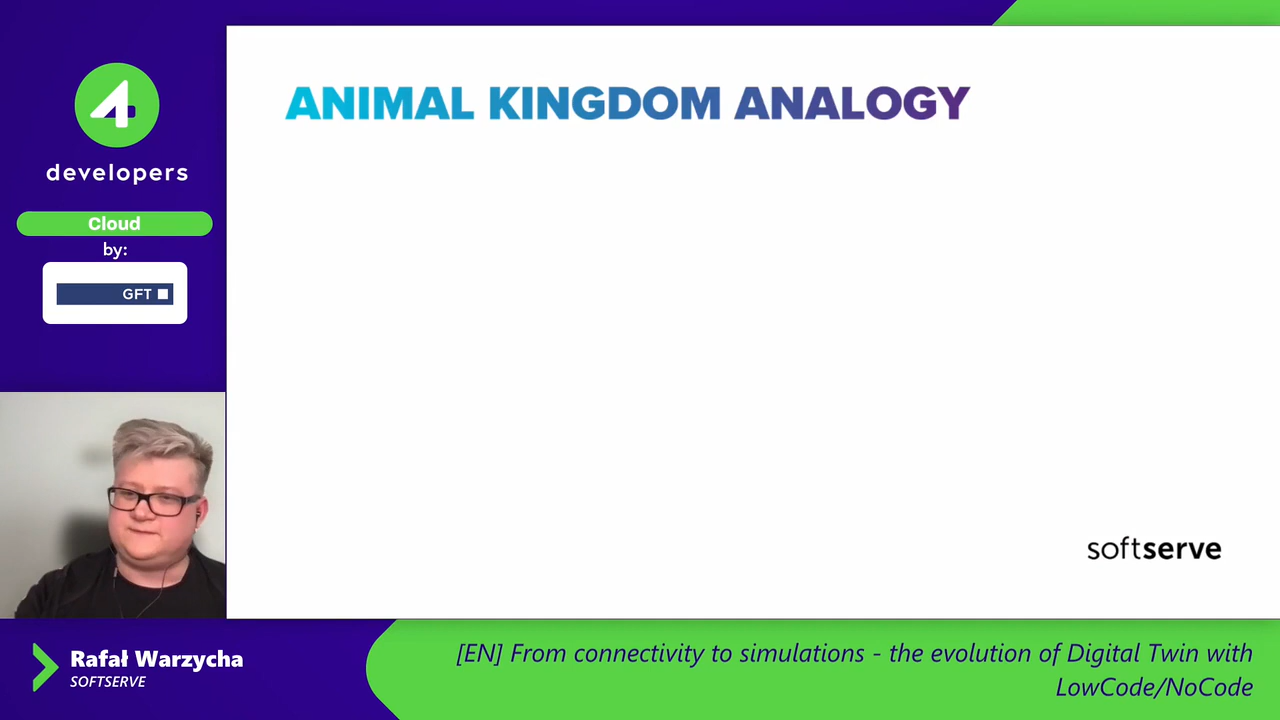 4
developers
Cloud
by:
GFT
ANIMAL KINGDOM ANALOGY
softserve
Rafał Warzycha
SOFTSERVE
[EN] From connectivity to simulations - the evolution of Digital Twin with
LowCode/NoCode